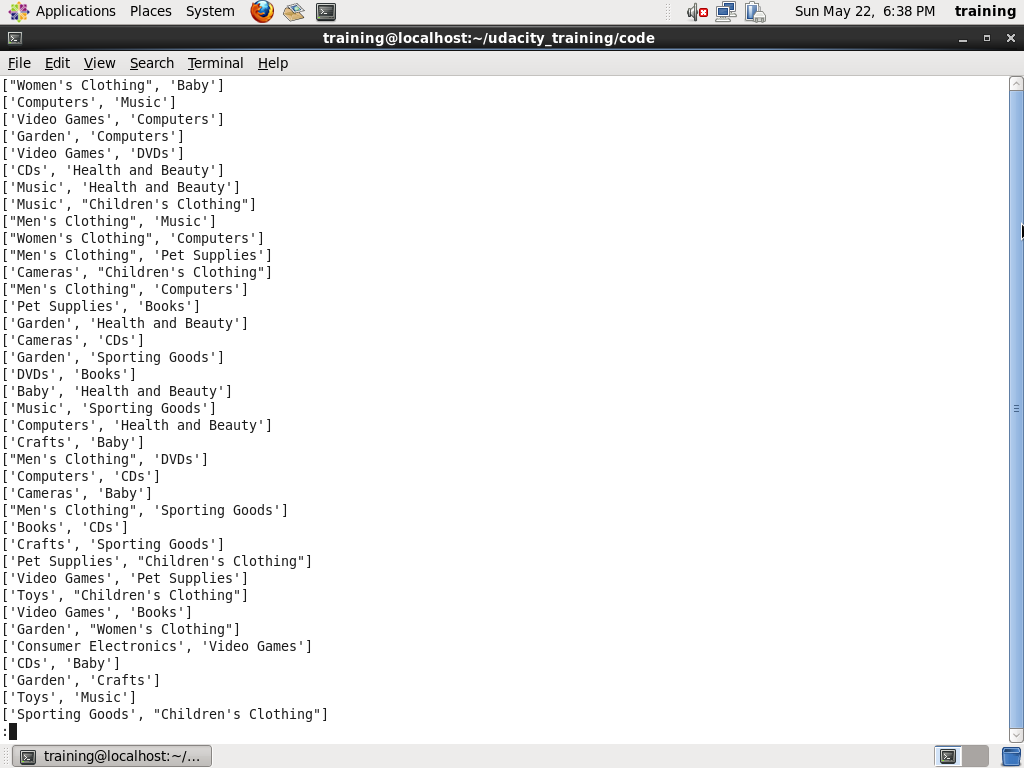 Applications Places System Sun May 22, 6:38 PM training
training@localhost:~/udacity_training/code
File Edit View Search Terminal Help
["Women's Clothing", 'Baby']
['Computers', 'Music']
['Video Games', 'Computers']
['Garden', 'Computers']
['Video Games', 'DVDs']
['CDs', 'Health and Beauty']
['Music', 'Health and Beauty']
['Music', "Children's Clothing"]
["Men's Clothing", 'Music']
["Women's Clothing", 'Computers']
["Men's Clothing", 'Pet Supplies']
['Cameras', "Children's Clothing"]
["Men's Clothing", 'Computers']
['Pet Supplies', 'Books']
['Garden', 'Health and Beauty']
['Cameras', 'CDs']
['Garden', 'Sporting Goods']
['DVDs', 'Books']
['Baby', 'Health and Beauty']
['Music', 'Sporting Goods']
['Computers', 'Health and Beauty']
['Crafts', 'Baby']
["Men's Clothing", 'DVDs']
['Computers', 'CDs']
['Cameras', 'Baby']
["Men's Clothing", 'Sporting Goods']
['Books', 'CDs']
['Crafts', 'Sporting Goods']
['Pet Supplies', "Children's Clothing"]
['Video Games', 'Pet Supplies']
['Toys', "Children's Clothing"]
['Video Games', 'Books']
['Garden', "Women's Clothing"]
['Consumer Electronics', 'Video Games']
['CDs', 'Baby']
['Garden', 'Crafts']
['Toys', 'Music']
['Sporting Goods', "Children's Clothing"]
:
training@localhost:~/...